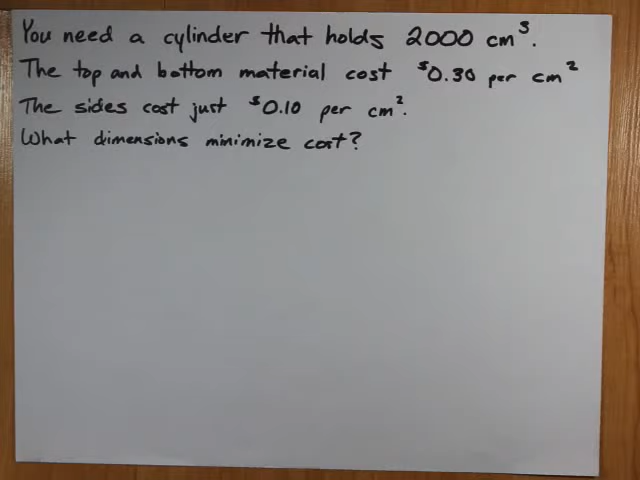 You need a cylinder that holds 2000 cm³.
The top and bottom material cost $0.30 per cm²
The sides cost just $0.10 per cm².
What dimensions minimize cost?